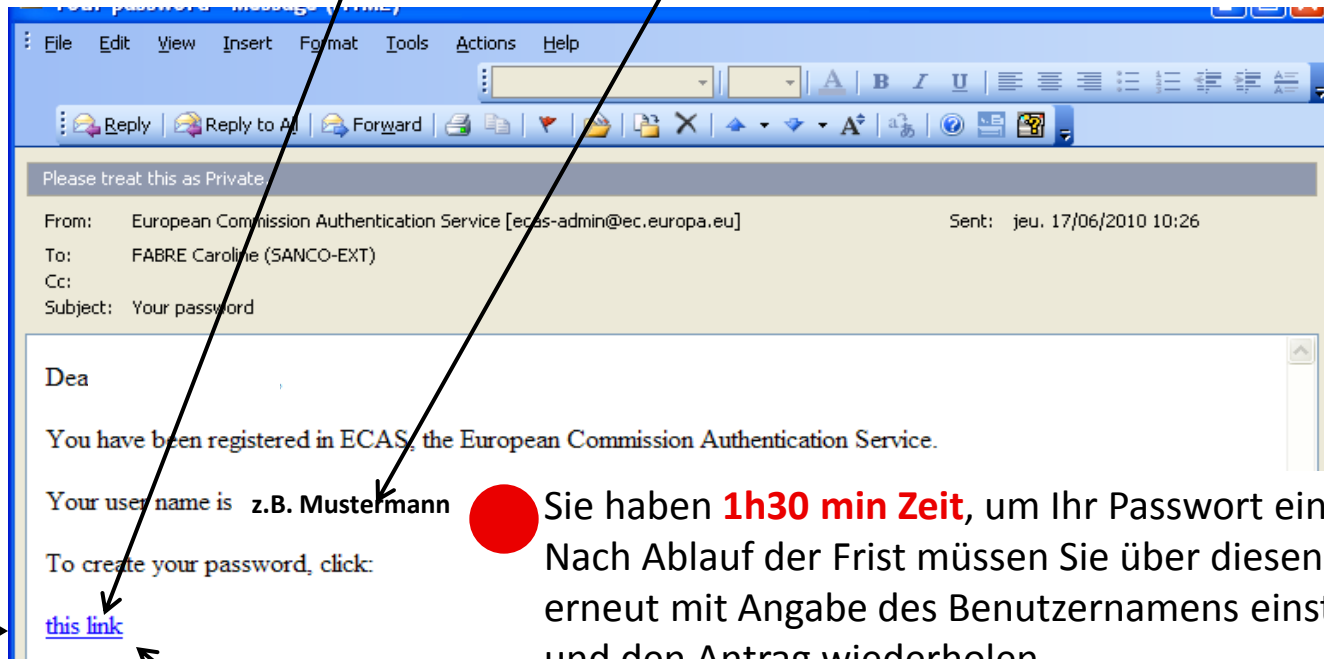 File Edit View Insert Format Tools Actions Help
A B I U
Reply Reply to All Forward
Please treat this as Private.
From: European Commission Authentication Service [ecas-admin@ec.europa.eu] Sent: jeu. 17/06/2010 10:26
To: FABRE Caroline (SANCO-EXT)
Cc:
Subject: Your password
Dea ,
You have been registered in ECAS, the European Commission Authentication Service.
Your user name is z.B. Mustermann
Sie haben 1h30 min Zeit, um Ihr Passwort ein
To create your password, click:
Nach Ablauf der Frist müssen Sie über diesen
erneut mit Angabe des Benutzernamens einst
this link
und den Antrag wiederholen